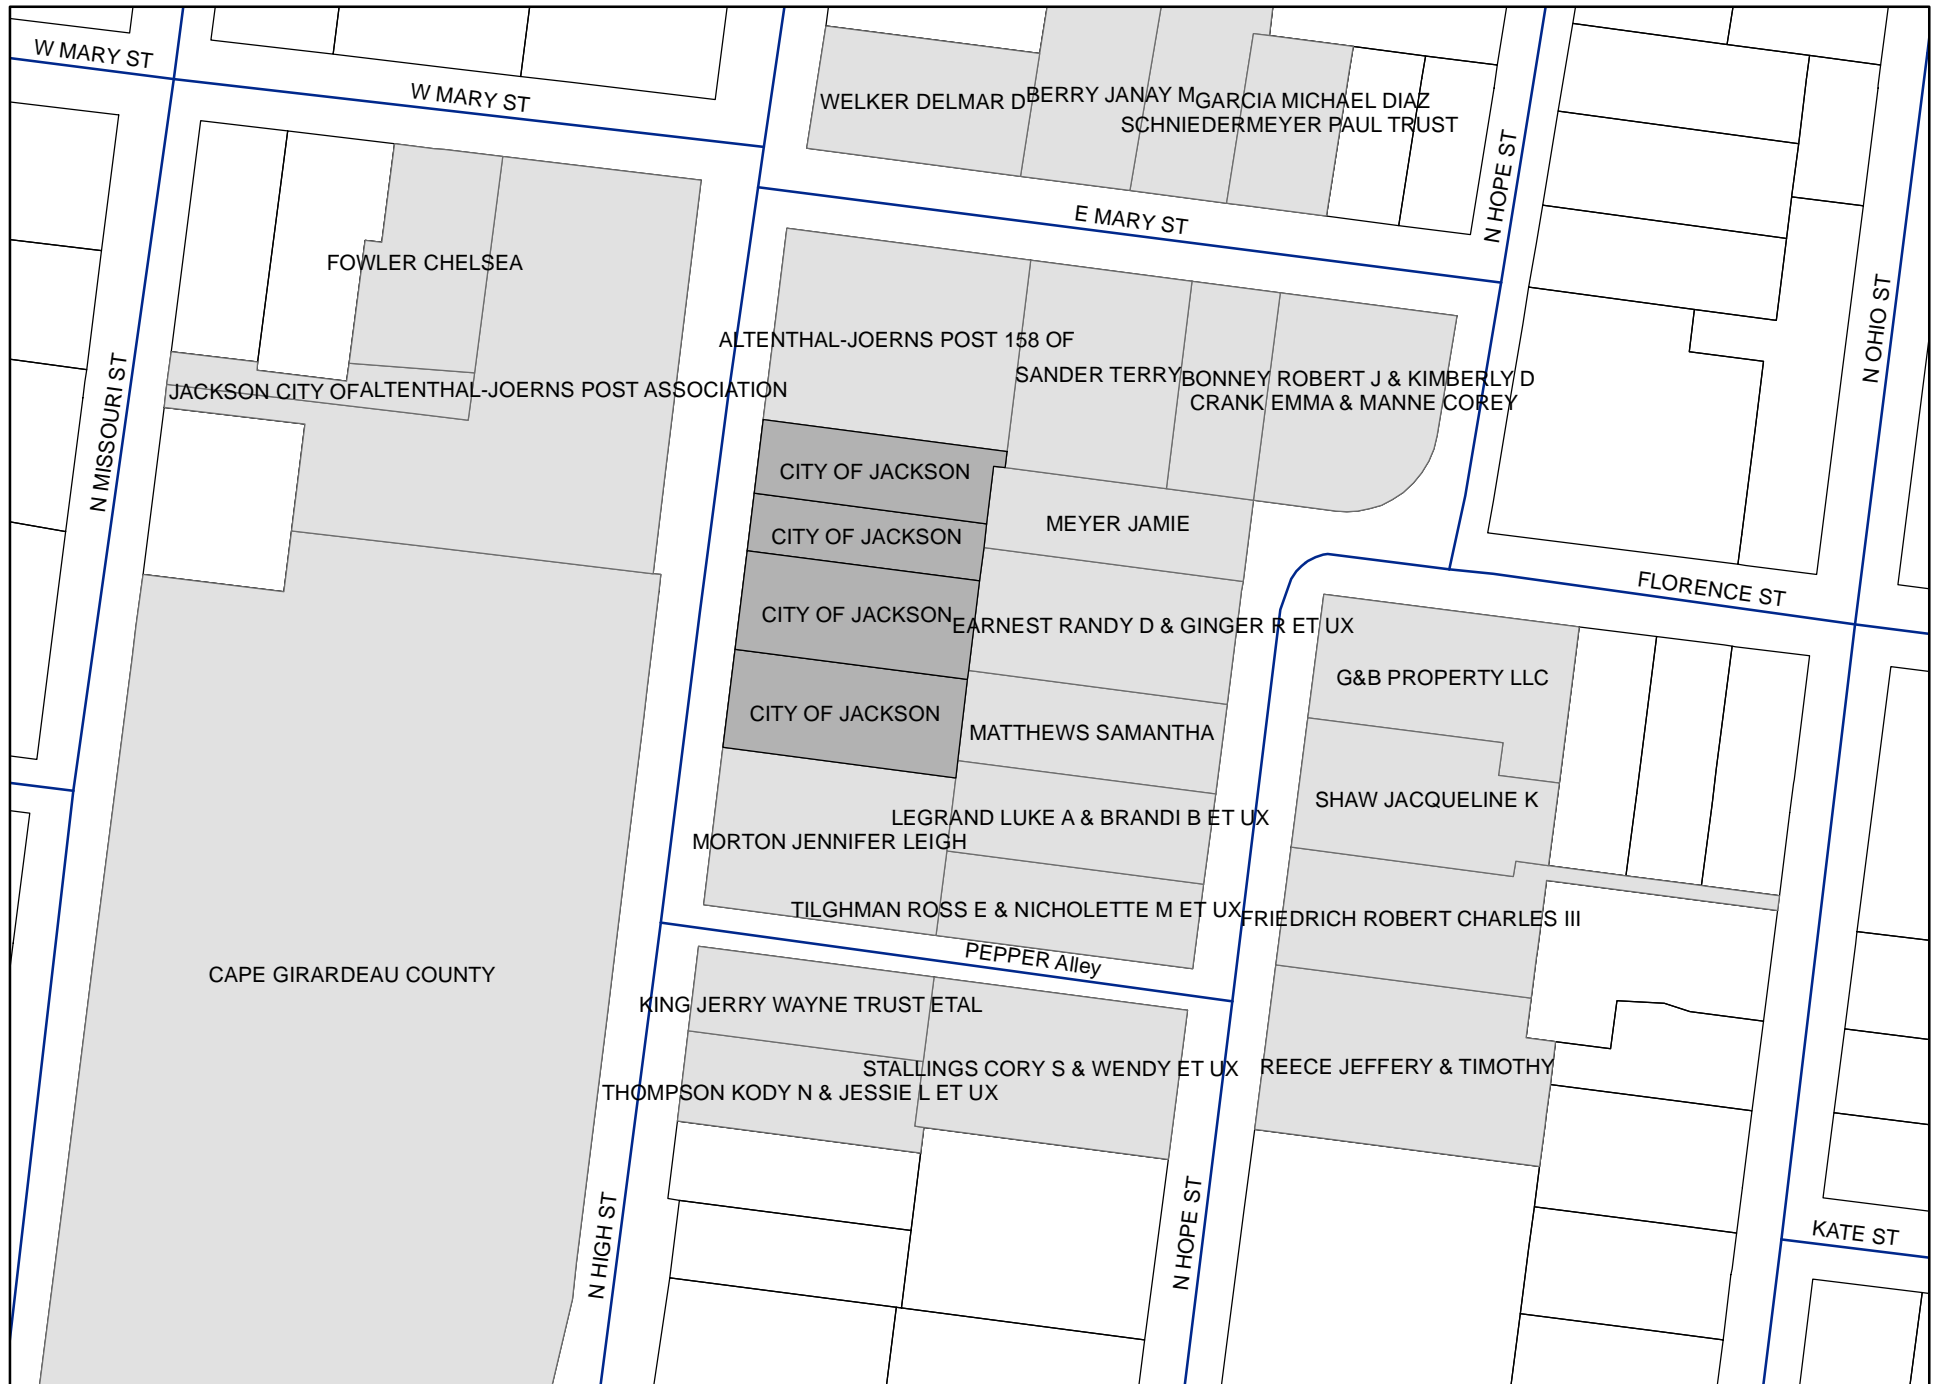 W MARY ST
W MARY ST
WELKER DELMAR D
BERRY JANAY M
GARCIA MICHAEL DIAZ
SCHNIEDERMEYER PAUL TRUST
N HOPE ST
E MARY ST
FOWLER CHELSEA
N OHIO ST
ALTENTHAL-JOERNS POST 158 OF
SANDER TERRY
BONNEY ROBERT J & KIMBERLY D
CRANK EMMA & MANNE COREY
JACKSON CITY OF
ALTENTHAL-JOERNS POST ASSOCIATION
N MISSOURI ST
CITY OF JACKSON
CITY OF JACKSON
CITY OF JACKSON
CITY OF JACKSON
MEYER JAMIE
EARNEST RANDY D & GINGER R ET UX
FLORENCE ST
G&B PROPERTY LLC
MATTHEWS SAMANTHA
SHAW JACQUELINE K
LEGRAND LUKE A & BRANDI B ET UX
MORTON JENNIFER LEIGH
TILGHMAN ROSS E & NICHOLETTE M ET UX
FRIEDRICH ROBERT CHARLES III
PEPPER Alley
CAPE GIRARDEAU COUNTY
KING JERRY WAYNE TRUST ETAL
STALLINGS CORY S & WENDY ET UX
REECE JEFFERY & TIMOTHY
THOMPSON KODY N & JESSIE L ET UX
N HIGH ST
N HOPE ST
KATE ST